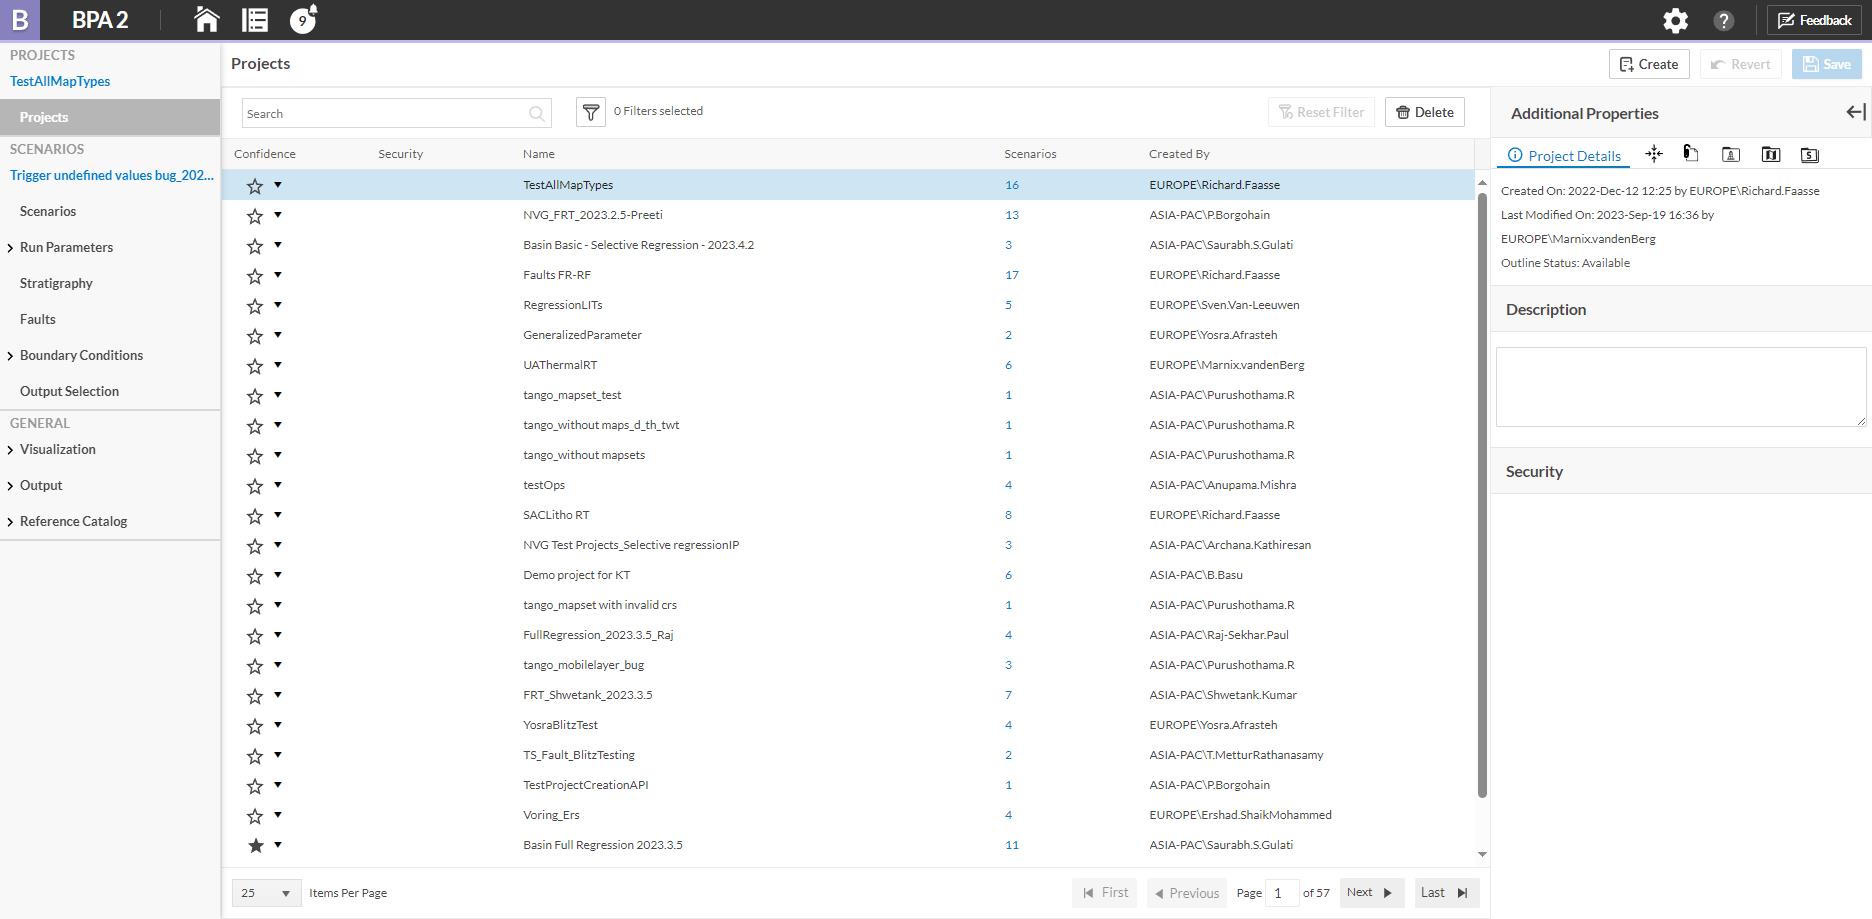 B BPA 2 9 Feedback
PROJECTS
TestAllMapTypes
Projects
SCENARIOS
Trigger undefined values bug_202...
Scenarios
Run Parameters
Stratigraphy
Faults
Boundary Conditions
Output Selection
GENERAL
Visualization
Output
Reference Catalog
Projects Create Revert Save
Search 0 Filters selected Reset Filter Delete
Confidence Security Name Scenarios Created By
TestAllMapTypes 16 EUROPE\Richard.Faasse
NVG_FRT_2023.2.5-Preeti 13 ASIA-PAC\P.Borgohain
Basin Basic - Selective Regression - 2023.4.2 3 ASIA-PAC\Saurabh.S.Gulati
Faults FR-RF 17 EUROPE\Richard.Faasse
RegressionLITs 5 EUROPE\Sven.Van-Leeuwen
GeneralizedParameter 2 EUROPE\Yosra.Afrasteh
UAThermalRT 6 EUROPE\Marnix.vandenBerg
tango_mapset_test 1 ASIA-PAC\Purushothama.R
tango_without maps_d_th_twt 1 ASIA-PAC\Purushothama.R
tango_without mapsets 1 ASIA-PAC\Purushothama.R
testOps 4 ASIA-PAC\Anupama.Mishra
SACLitho RT 8 EUROPE\Richard.Faasse
NVG Test Projects_Selective regressionIP 3 ASIA-PAC\Archana.Kathiresan
Demo project for KT 6 ASIA-PAC\B.Basu
tango_mapset with invalid crs 1 ASIA-PAC\Purushothama.R
FullRegression_2023.3.5_Raj 4 ASIA-PAC\Raj-Sekhar.Paul
tango_mobilelayer_bug 3 ASIA-PAC\Purushothama.R
FRT_Shwetank_2023.3.5 7 ASIA-PAC\Shwetank.Kumar
YosraBlitzTest 4 EUROPE\Yosra.Afrasteh
TS_Fault_BlitzTesting 2 ASIA-PAC\T.MetturRathanasamy
TestProjectCreationAPI 1 ASIA-PAC\P.Borgohain
Voring_Ers 4 EUROPE\Ershad.ShaikMohammed
Basin Full Regression 2023.3.5 11 ASIA-PAC\Saurabh.S.Gulati
25 Items Per Page First Previous Page 1 of 57 Next Last
Additional Properties
Project Details
Created On: 2022-Dec-12 12:25 by EUROPE\Richard.Faasse
Last Modified On: 2023-Sep-19 16:36 by
EUROPE\Marnix.vandenBerg
Outline Status: Available
Description
Security